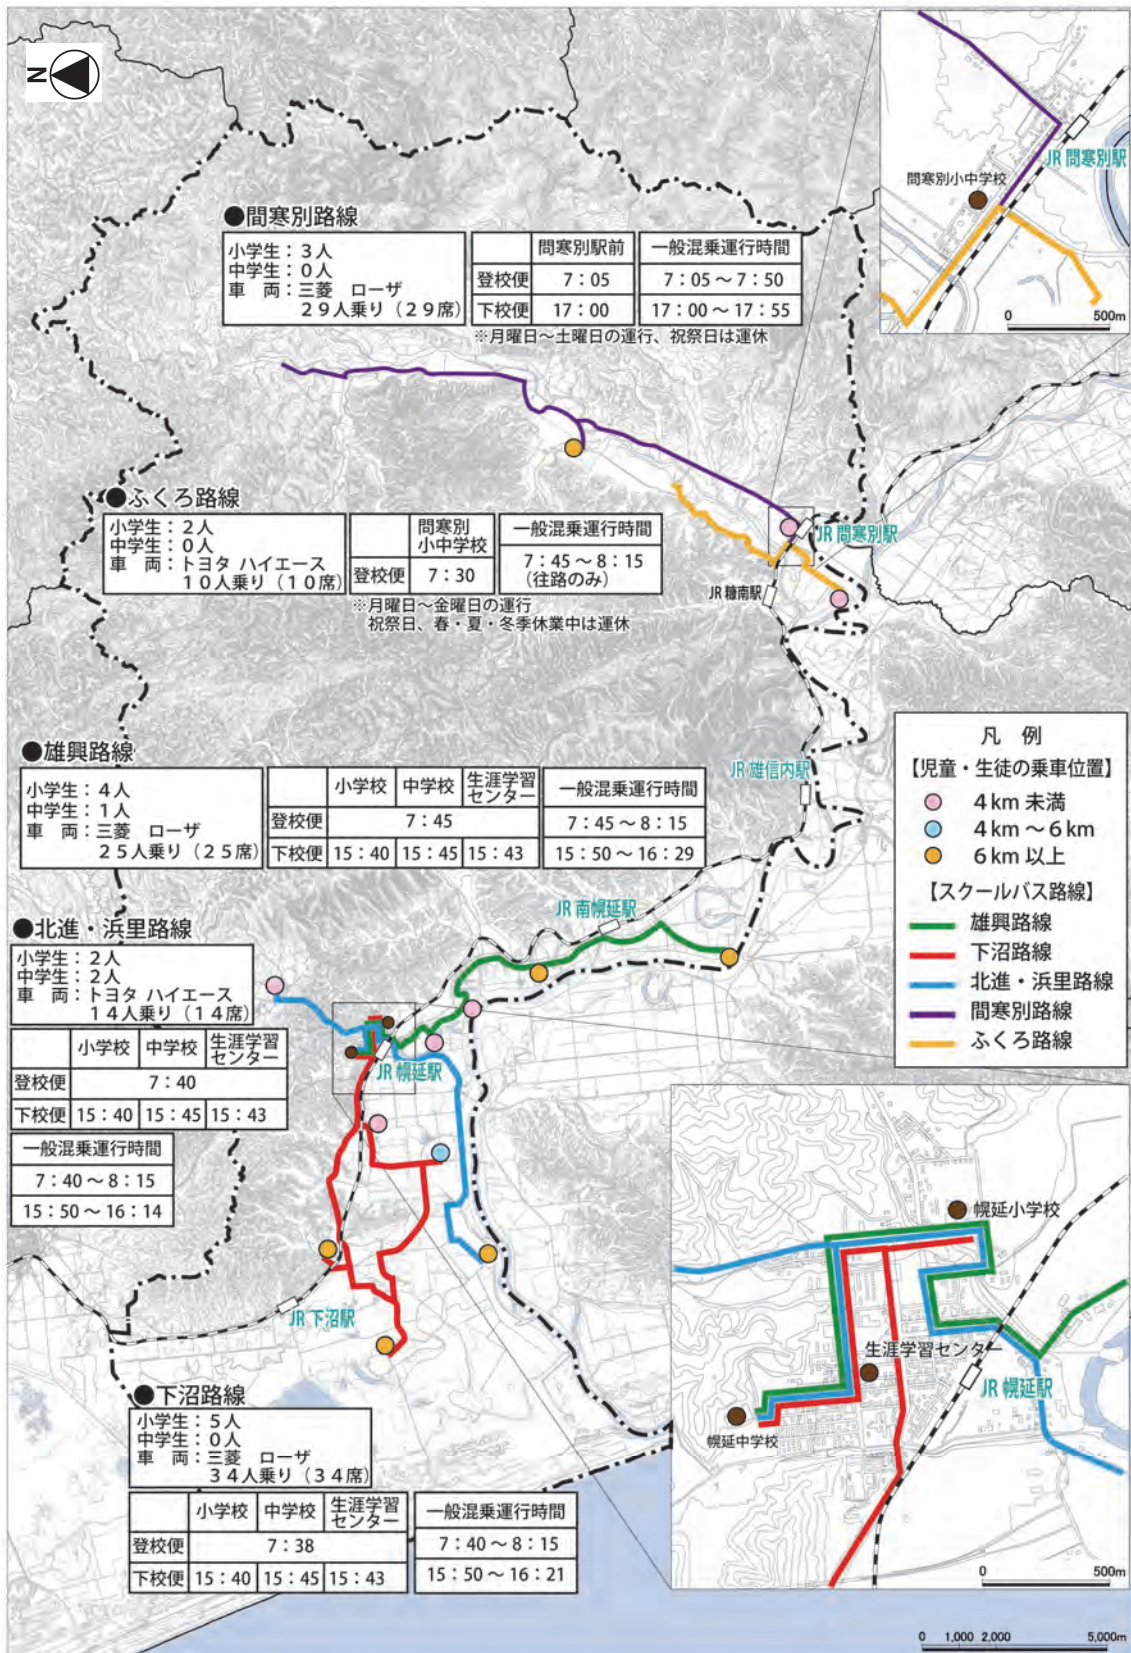 N
●問寒別路線
小学生：3人
中学生：0人
車　両：三菱　ローザ
29人乗り（29席）
問寒別駅前
登校便 7：05
下校便 17：00
一般混乗運行時間
7：05～7：50
17：00～17：55
※月曜日～土曜日の運行、祝祭日は運休
問寒別小中学校
JR 問寒別駅
0 500m
●ふくろ路線
小学生：2人
中学生：0人
車　両：トヨタ ハイエース
10人乗り（10席）
問寒別
小中学校
登校便 7：30
一般混乗運行時間
7：45～8：15
（往路のみ）
※月曜日～金曜日の運行
祝祭日、春・夏・冬季休業中は運休
JR 問寒別駅
JR 糠南駅
●雄興路線
小学生：4人
中学生：1人
車　両：三菱　ローザ
25人乗り（25席）
小学校 中学校 生涯学習
センター
登校便 7：45
下校便 15：40 15：45 15：43
一般混乗運行時間
7：45～8：15
15：50～16：29
JR 雄信内駅
JR 南幌延駅
凡　例
【児童・生徒の乗車位置】
4km 未満
4km ～ 6km
6km 以上
【スクールバス路線】
雄興路線
下沼路線
北進・浜里路線
問寒別路線
ふくろ路線
●北進・浜里路線
小学生：2人
中学生：2人
車　両：トヨタ ハイエース
14人乗り（14席）
小学校 中学校 生涯学習
センター
登校便 7：40
下校便 15：40 15：45 15：43
一般混乗運行時間
7：40～8：15
15：50～16：14
JR 幌延駅
JR 下沼駅
●下沼路線
小学生：5人
中学生：0人
車　両：三菱　ローザ
34人乗り（34席）
小学校 中学校 生涯学習
センター
登校便 7：38
下校便 15：40 15：45 15：43
一般混乗運行時間
7：40～8：15
15：50～16：21
幌延小学校
生涯学習センター
JR 幌延駅
幌延中学校
0 500m
0 1,000 2,000 5,000m